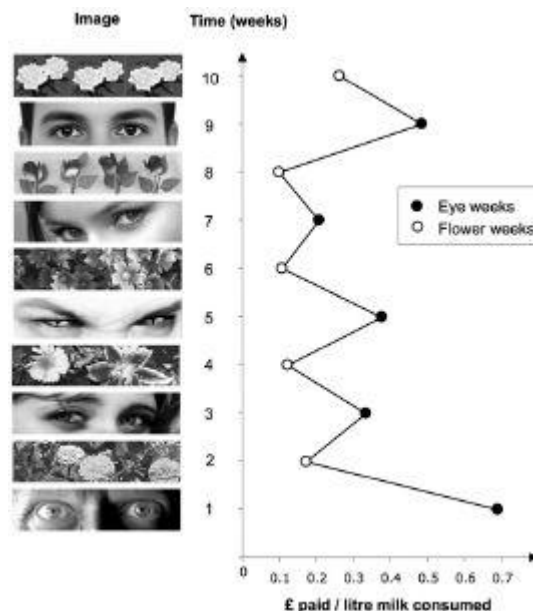 Image Time (weeks)
10
9
8
7
6
5
4
3
2
1
Eye weeks
Flower weeks
0 0.1 0.2 0.3 0.4 0.5 0.6 0.7
£ paid / litre milk consumed